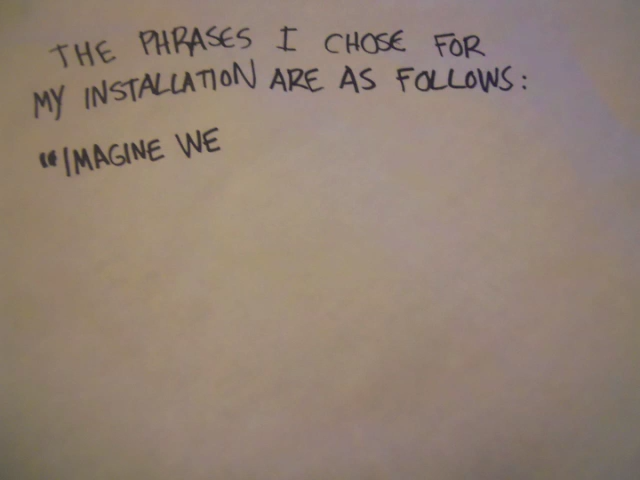 THE PHRASES I CHOSE FOR
MY INSTALLATION ARE AS FOLLOWS:
"IMAGINE WE